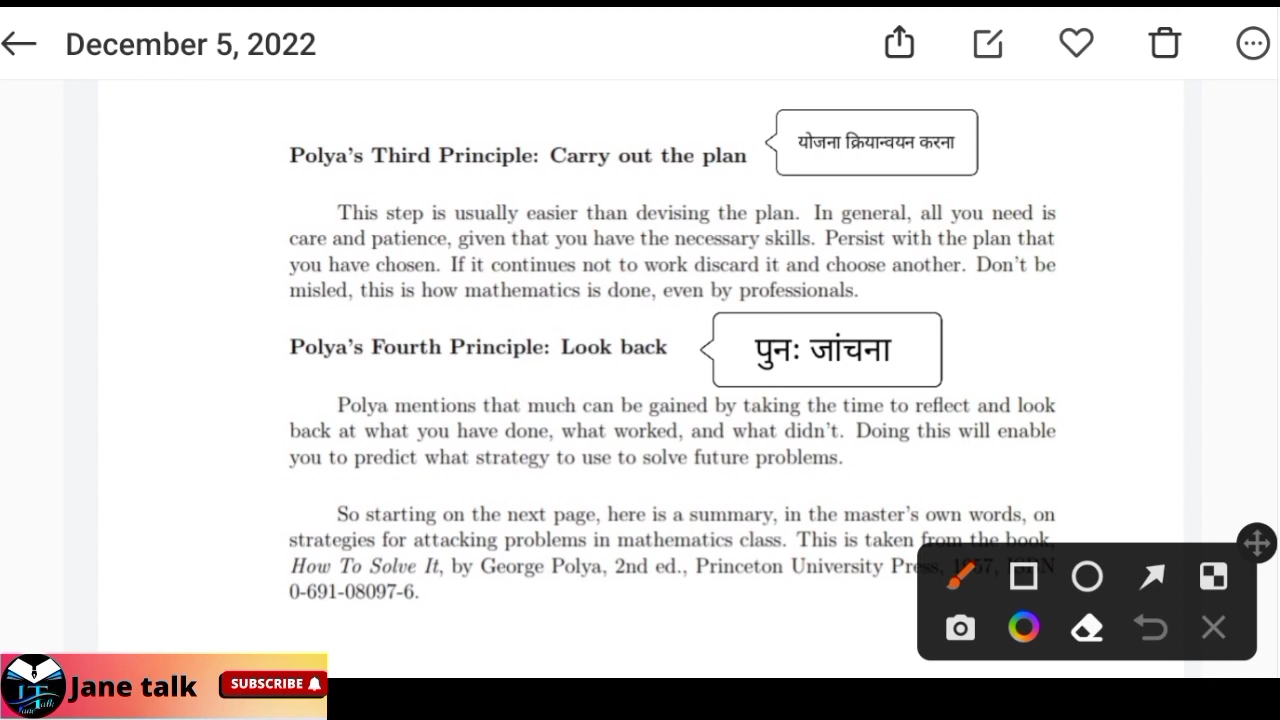 December 5, 2022
Polya's Third Principle: Carry out the plan
योजना क्रियान्वयन करना
This step is usually easier than devising the plan. In general, all you need is
care and patience, given that you have the necessary skills. Persist with the plan that
you have chosen. If it continues not to work discard it and choose another. Don't be
misled, this is how mathematics is done, even by professionals.
Polya's Fourth Principle: Look back
पुनः जांचना
Polya mentions that much can be gained by taking the time to reflect and look
back at what you have done, what worked, and what didn't. Doing this will enable
you to predict what strategy to use to solve future problems.
So starting on the next page, here is a summary, in the master's own words, on
strategies for attacking problems in mathematics class. This is taken from the book,
How To Solve It, by George Polya, 2nd ed., Princeton University Press, 1957, ISBN
0-691-08097-6.
Jane talk
SUBSCRIBE